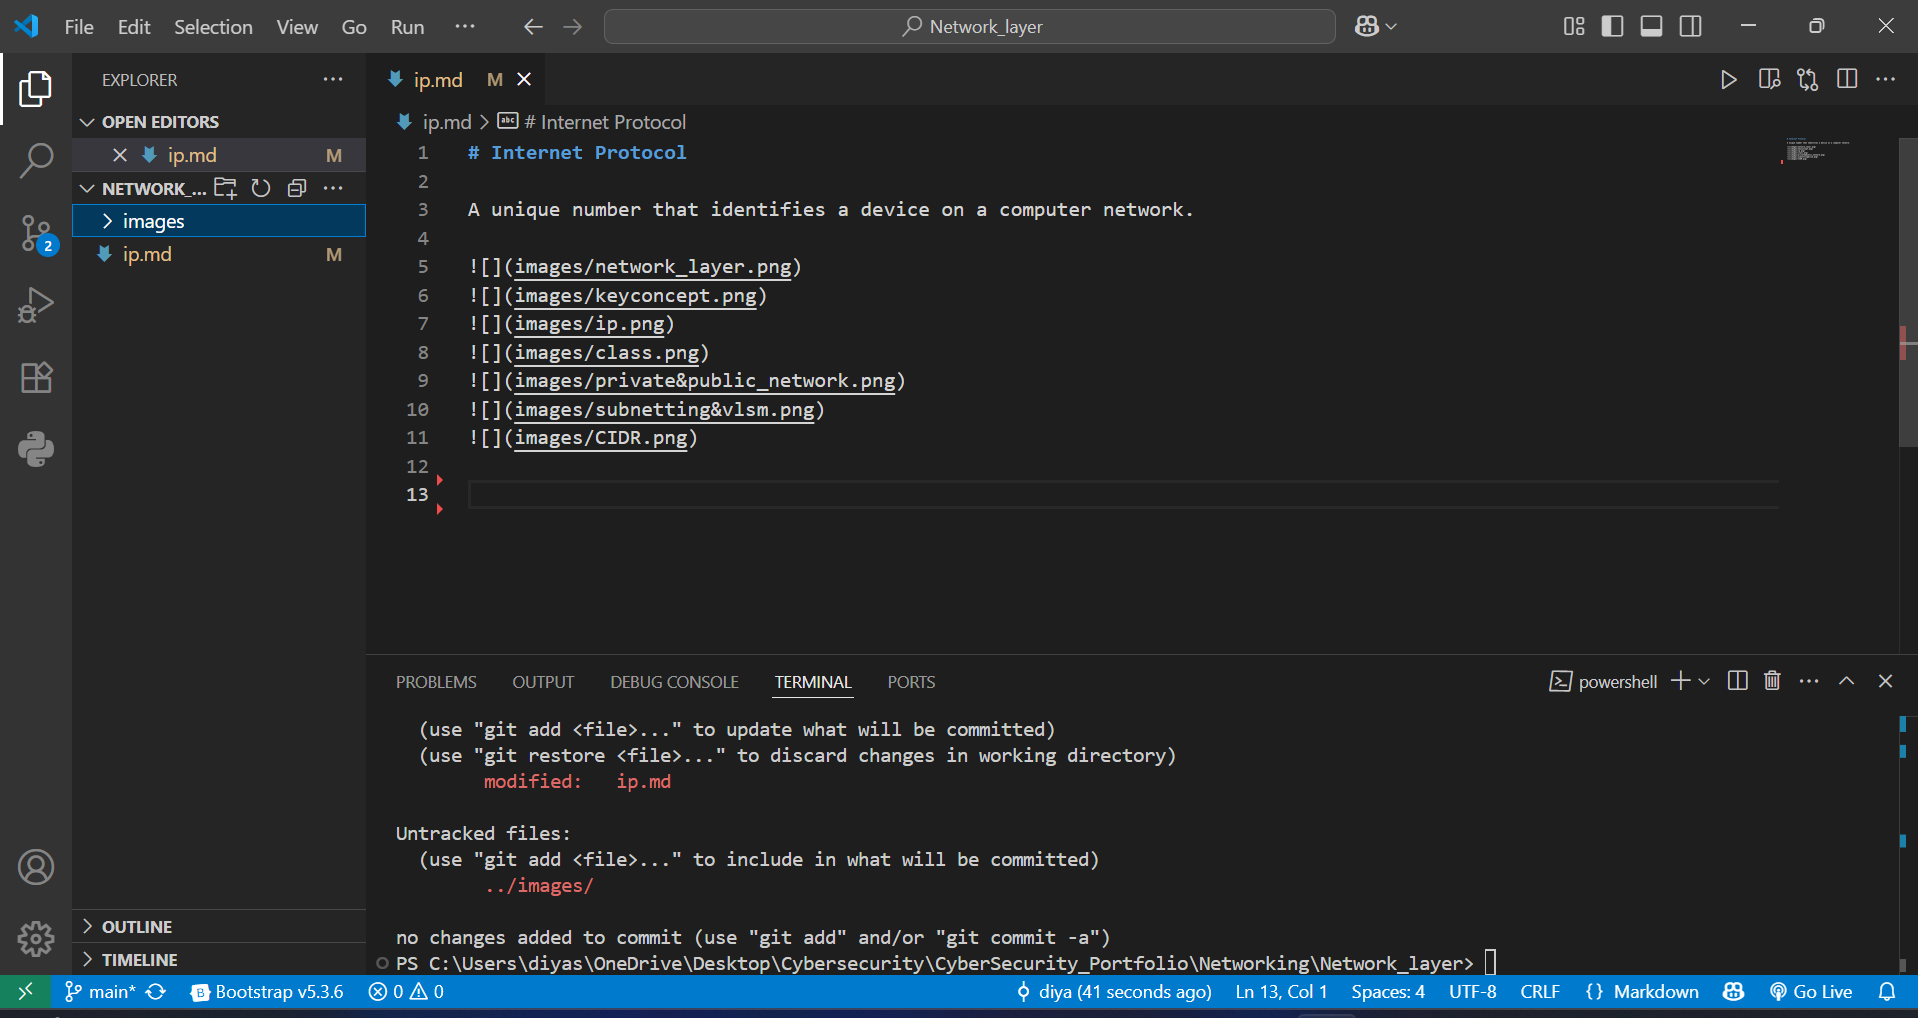 File Edit Selection View Go Run ···
Network_layer
EXPLORER
OPEN EDITORS
ip.md M
NETWORK_...
images
ip.md M
OUTLINE
TIMELINE
2
ip.md M
ip.md > abc # Internet Protocol
1 # Internet Protocol
2
3 A unique number that identifies a device on a computer network.
4
5 ![](images/network_layer.png)
6 ![](images/keyconcept.png)
7 ![](images/ip.png)
8 ![](images/class.png)
9 ![](images/private&public_network.png)
10 ![](images/subnetting&vlsm.png)
11 ![](images/CIDR.png)
12
13
PROBLEMS OUTPUT DEBUG CONSOLE TERMINAL PORTS
powershell
(use "git add <file>..." to update what will be committed)
(use "git restore <file>..." to discard changes in working directory)
modified: ip.md
Untracked files:
(use "git add <file>..." to include in what will be committed)
../images/
no changes added to commit (use "git add" and/or "git commit -a")
PS C:\Users\diyas\OneDrive\Desktop\Cybersecurity\CyberSecurity_Portfolio\Networking\Network_layer>
main* Bootstrap v5.3.6 0 0 diya (41 seconds ago) Ln 13, Col 1 Spaces: 4 UTF-8 CRLF {} Markdown Go Live